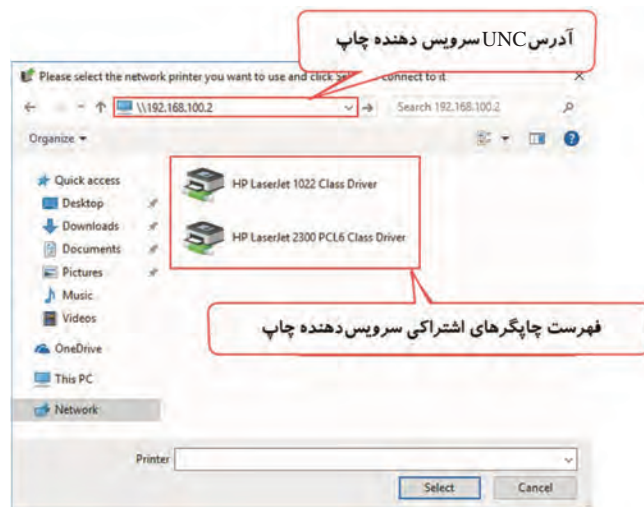 آدرس UNC سرویس دهنده چاپ
Please select the network printer you want to use and click Se connect to it
\\192.168.100.2
Search 192.168.100.2
Organize
Quick access
Desktop
Downloads
Documents
Pictures
Music
Videos
OneDrive
This PC
Network
HP LaserJet 1022 Class Driver
HP LaserJet 2300 PCL6 Class Driver
فهرست چاپگرهای اشتراکی سرویس‌دهنده چاپ
Printer
Select
Cancel